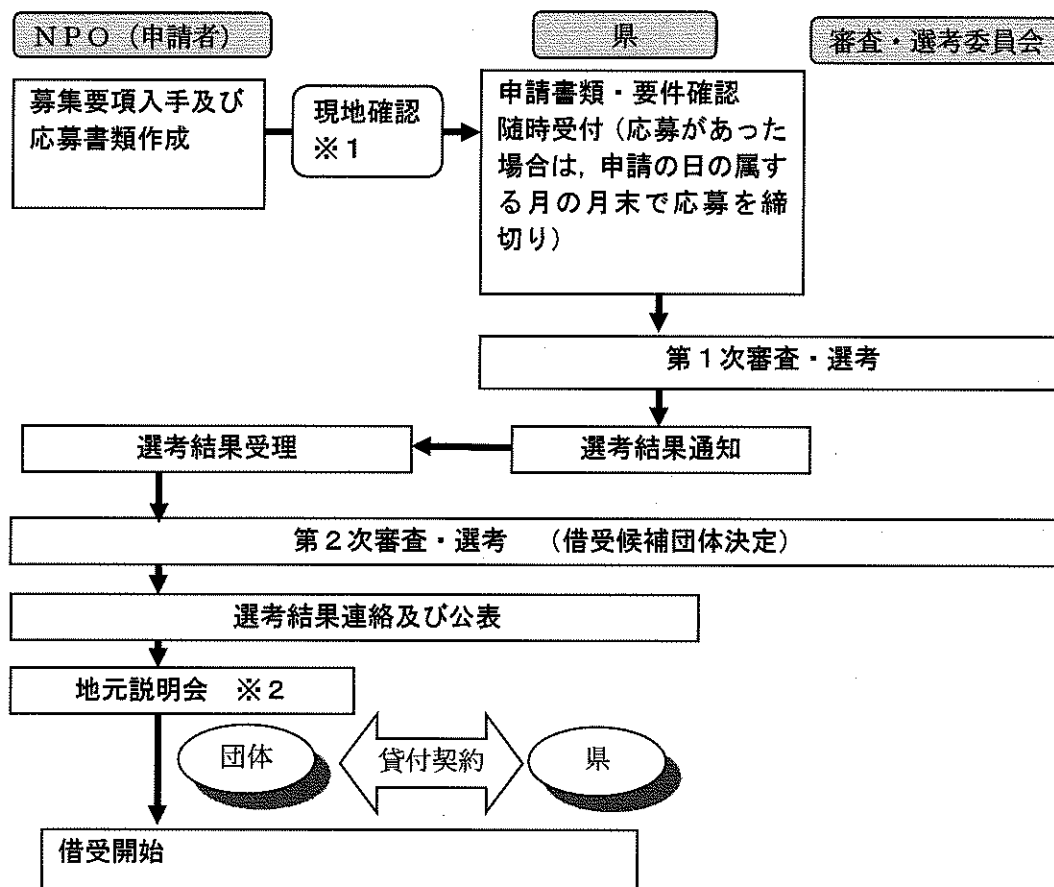 NPO（申請者）
県
審査・選考委員会
募集要項入手及び
応募書類作成
現地確認
※1
申請書類・要件確認
随時受付（応募があった
場合は，申請の日の属す
る月の月末で応募を締
切り）
第1次審査・選考
選考結果受理
選考結果通知
第2次審査・選考　（借受候補団体決定）
選考結果連絡及び公表
地元説明会　※2
団体
貸付契約
県
借受開始